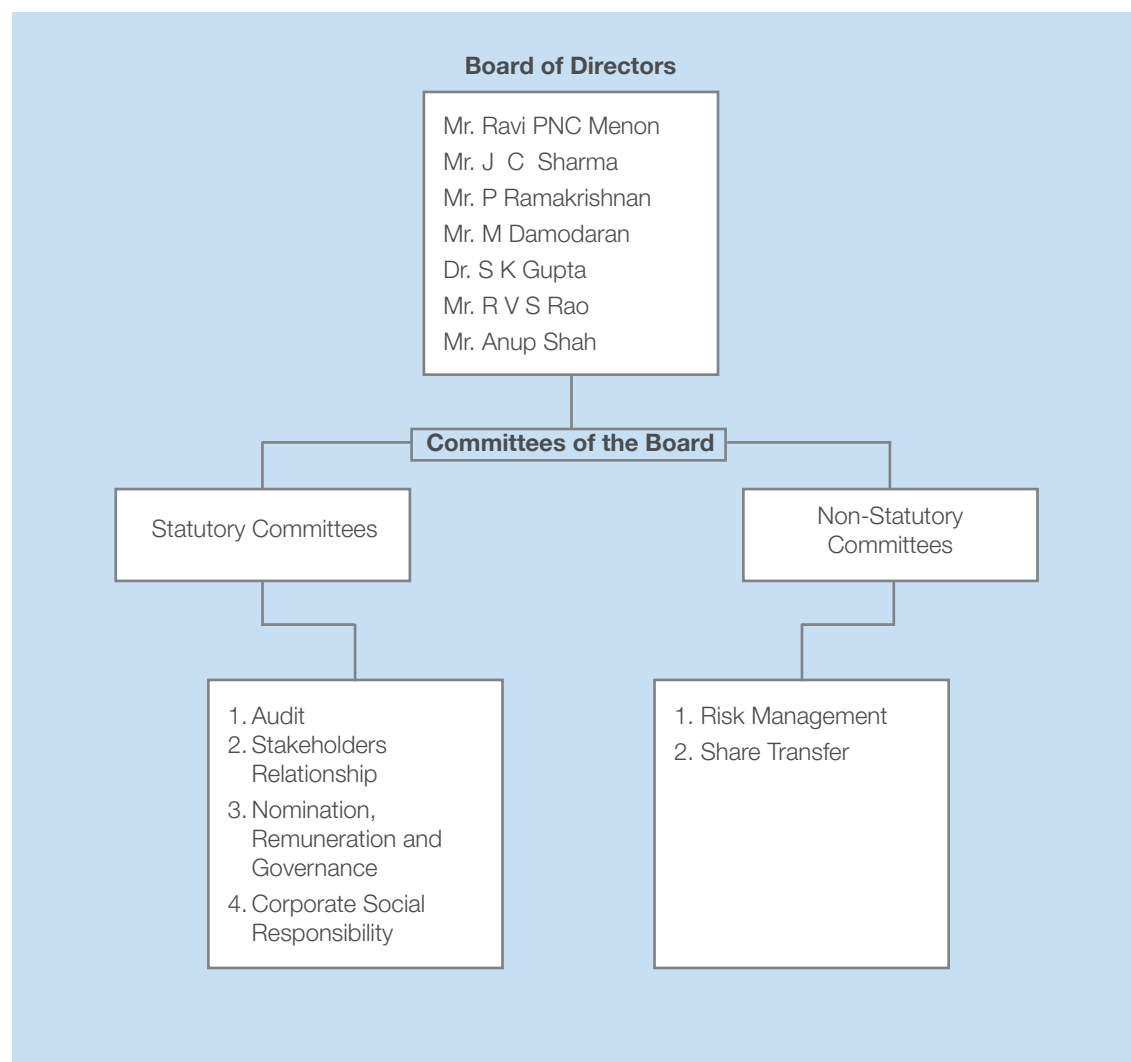 Board of Directors
Mr. Ravi PNC Menon
Mr. J C Sharma
Mr. P Ramakrishnan
Mr. M Damodaran
Dr. S K Gupta
Mr. R V S Rao
Mr. Anup Shah
Committees of the Board
Statutory Committees
Non-Statutory
Committees
1. Audit
2. Stakeholders
Relationship
3. Nomination,
Remuneration and
Governance
4. Corporate Social
Responsibility
1. Risk Management
2. Share Transfer